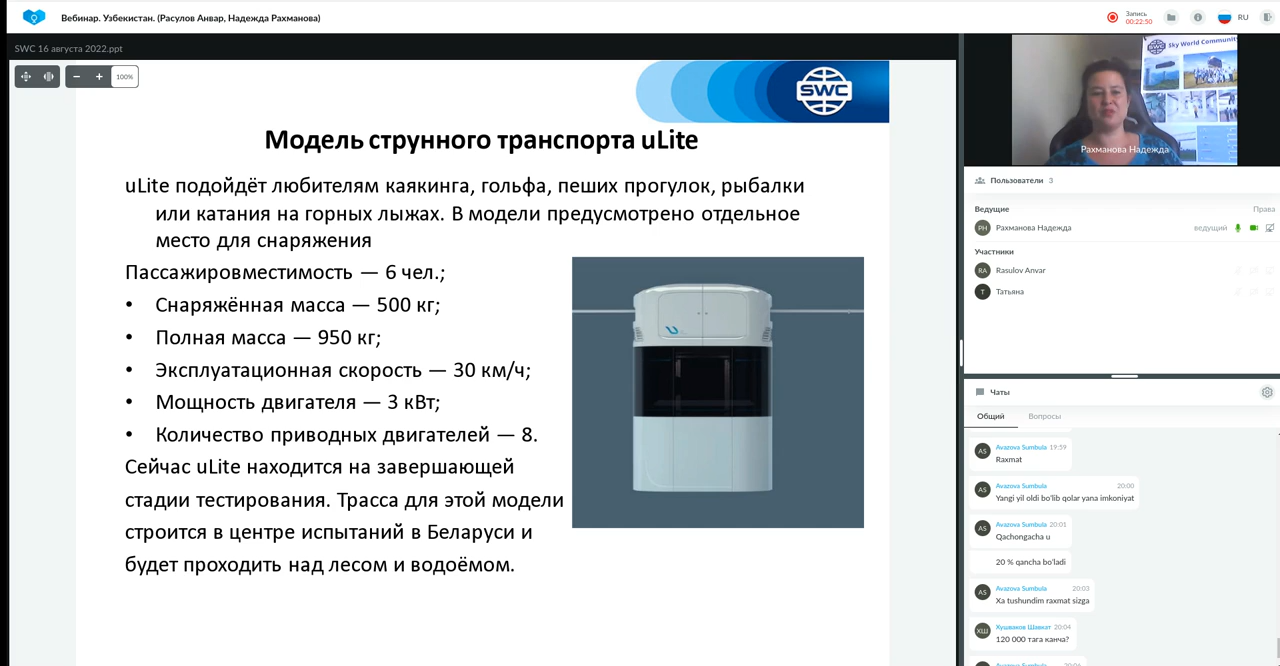 Вебинар. Узбекистан. (Расулов Анвар, Надежда Рахманова)
Запись
00:22:50
RU
SWC 16 августа 2022.ppt
100%
SWC
Модель струнного транспорта uLite
uLite подойдёт любителям каякинга, гольфа, пеших прогулок, рыбалки
или катания на горных лыжах. В модели предусмотрено отдельное
место для снаряжения
Пассажировместимость — 6 чел.;
• Снаряжённая масса — 500 кг;
• Полная масса — 950 кг;
• Эксплуатационная скорость — 30 км/ч;
• Мощность двигателя — 3 кВт;
• Количество приводных двигателей — 8.
Сейчас uLite находится на завершающей
стадии тестирования. Трасса для этой модели
строится в центре испытаний в Беларуси и
будет проходить над лесом и водоёмом.
SWC Sky World Community
Рахманова Надежда
Пользователи 3
Ведущие Права
РН Рахманова Надежда ведущий
Участники
RA Rasulov Anvar
Т Татьяна
Чаты
Общий Вопросы
AS Avazova Sumbula 19:59
Raxmat
AS Avazova Sumbula 20:00
Yangi yil oldi bo'lib qolar yana imkoniyat
AS Avazova Sumbula 20:01
Qachongacha u
20 % qancha bo'ladi
AS Avazova Sumbula 20:03
Xa tushundim raxmat sizga
ХШ Хушваков Шавкат 20:04
120 000 тага канча?
Avazova Sumbula